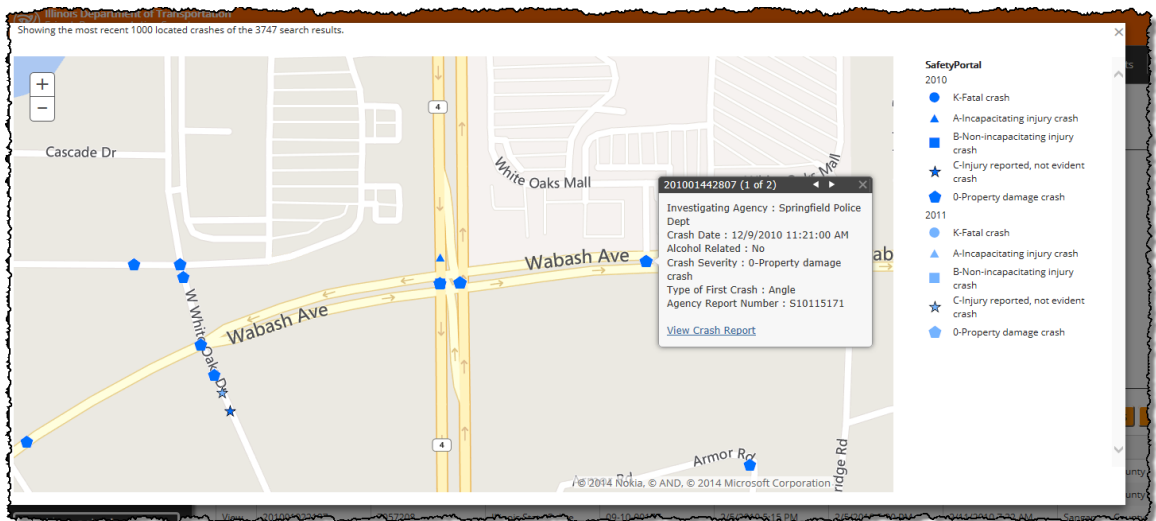 Illinois Department of Transportation
Showing the most recent 1000 located crashes of the 3747 search results.
×
+
−
4
Cascade Dr
White Oaks Mall
Wabash Ave
Wabash Ave
W White Oak Dr
4
Armor Rd
© 2014 Nokia, © AND, © 2014 Microsoft Corporation
201001442807 (1 of 2)
Investigating Agency : Springfield Police
Dept
Crash Date : 12/9/2010 11:21:00 AM
Alcohol Related : No
Crash Severity : 0-Property damage
crash
Type of First Crash : Angle
Agency Report Number : S10115171
View Crash Report
SafetyPortal
2010
K-Fatal crash
A-Incapacitating injury crash
B-Non-incapacitating injury
crash
C-Injury reported, not evident
crash
0-Property damage crash
2011
K-Fatal crash
A-Incapacitating injury crash
B-Non-incapacitating injury
crash
C-Injury reported, not evident
crash
0-Property damage crash